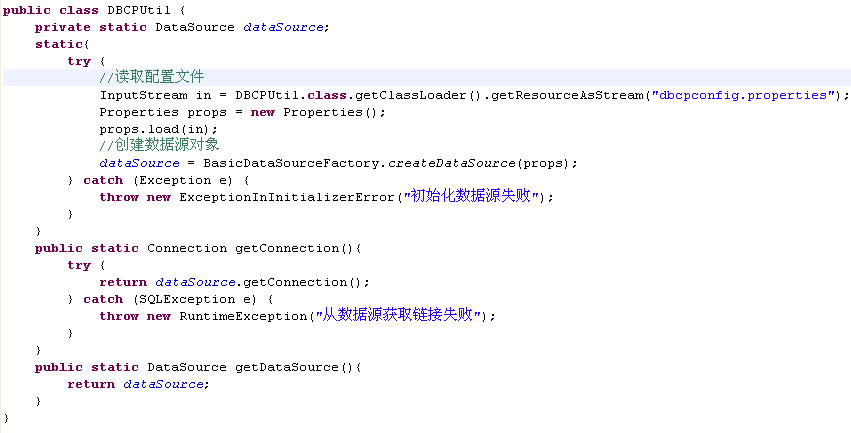 public class DBCPUtil {
    private static DataSource dataSource;
    static{
        try {
            //读取配置文件
            InputStream in = DBCPUtil.class.getClassLoader().getResourceAsStream("dbcpconfig.properties");
            Properties props = new Properties();
            props.load(in);
            //创建数据源对象
            dataSource = BasicDataSourceFactory.createDataSource(props);
        } catch (Exception e) {
            throw new ExceptionInInitializerError("初始化数据源失败");
        }
    }
    public static Connection getConnection(){
        try {
            return dataSource.getConnection();
        } catch (SQLException e) {
            throw new RuntimeException("从数据源获取链接失败");
        }
    }
    public static DataSource getDataSource(){
        return dataSource;
    }
}